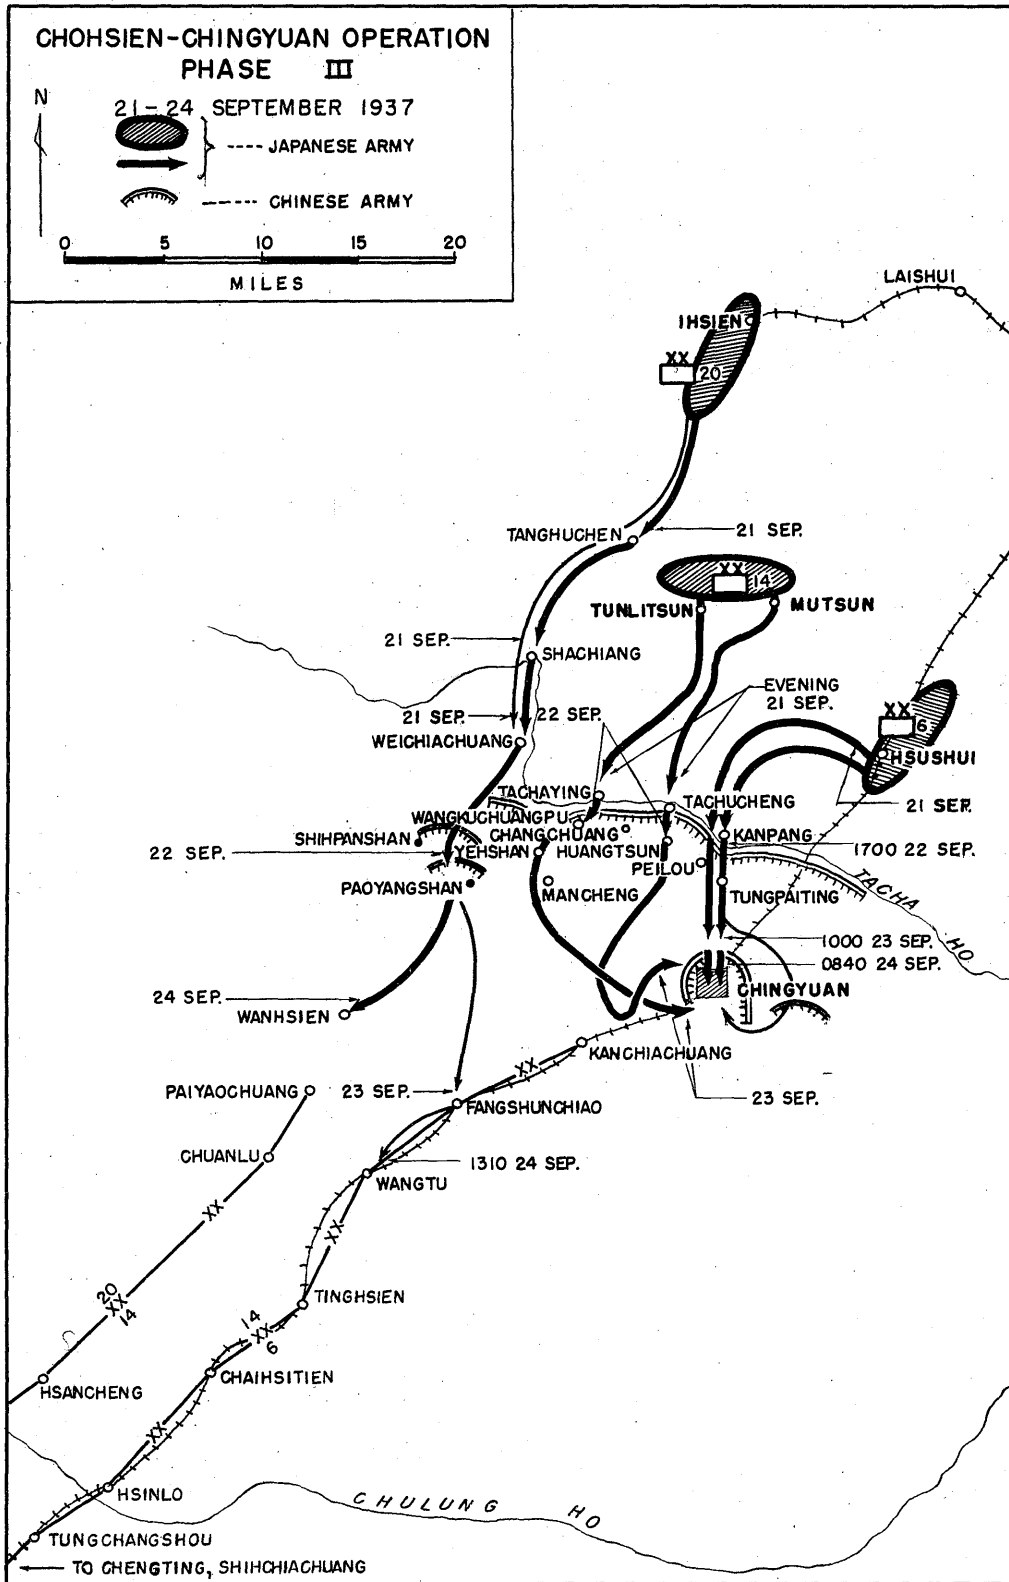 CHOHSIEN-CHINGYUAN OPERATION
PHASE III
21-24 SEPTEMBER 1937
N
---- JAPANESE ARMY
----- CHINESE ARMY
0 5 10 15 20
MILES
LAISHUI
IHSIEN
XX
20
TANGHUCHEN
21 SEP.
XX
14
TUNLITSUN
MUTSUN
21 SEP.
SHACHIANG
EVENING
21 SEP.
21 SEP.
22 SEP.
XX
6
WEICHIACHUANG
HSUSHUI
TACHAYING
TACHUCHENG
21 SEP.
WANGKUCHUANGPU
CHANGCHUANG
KANPANG
SHIHPANSHAN
22 SEP.
YEHSHAN
HUANGTSUN
1700 22 SEP.
PEILOU
PAOYANGSHAN
MANCHENG
TUNGPAITING
TACHA HO
1000 23 SEP.
0840 24 SEP.
24 SEP.
CHINGYUAN
WANHSIEN
KANCHIACHUANG
XX
PAIYAOCHUANG
23 SEP.
23 SEP.
FANGSHUNCHIAO
CHUANLU
1310 24 SEP.
WANGTU
XX
XX
20
XX
14
TINGHSIEN
14
XX
6
HSANCHENG
CHAIHSITIEN
XX
HSINLO
CHULUNG HO
TUNGCHANGSHOU
TO CHENGTING, SHIHCHIACHUANG